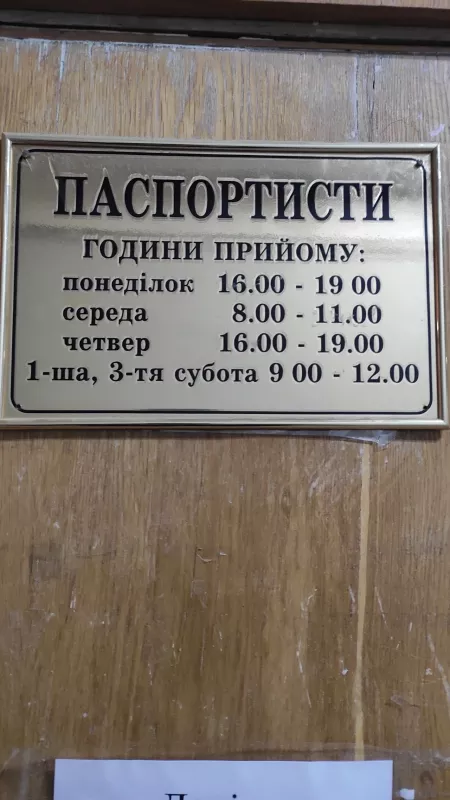 ПАСПОРТИСТИ
ГОДИНИ ПРИЙОМУ:
понеділок 16.00 - 19 00
середа 8.00 - 11.00
четвер 16.00 - 19.00
1-ша, 3-тя субота 9 00 - 12.00